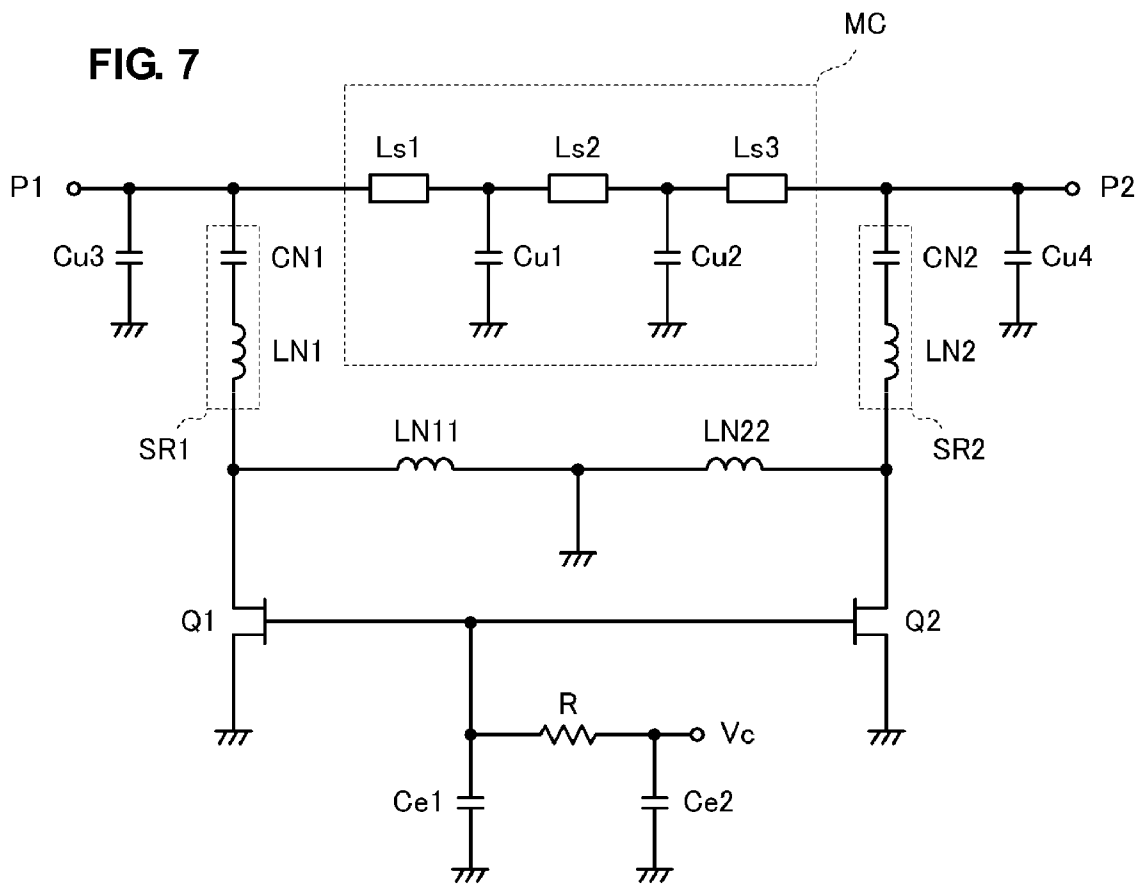 FIG. 7
MC
Ls1
Ls2
Ls3
P1
P2
Cu3
CN1
Cu1
Cu2
CN2
Cu4
LN1
LN2
SR1
LN11
LN22
SR2
Q1
Q2
R
Vc
Ce1
Ce2